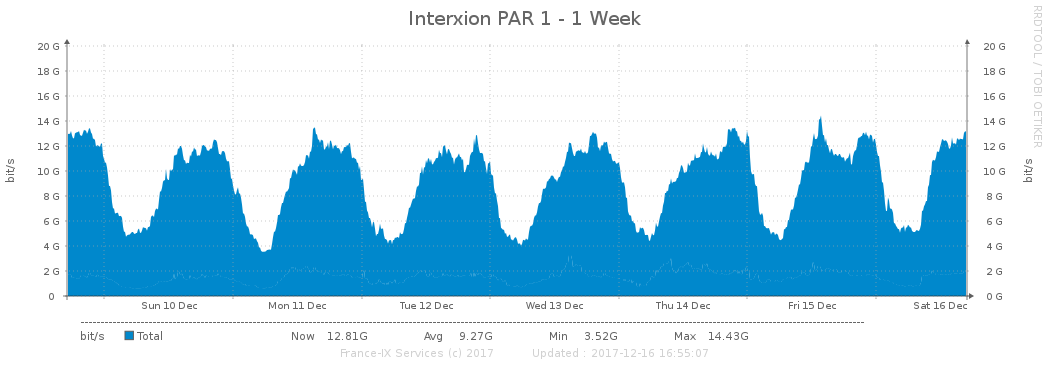 Interxion PAR 1 - 1 Week
RRDTOOL / TOBI OETIKER
20 G 20 G
18 G 18 G
16 G 16 G
14 G 14 G
12 G 12 G
10 G 10 G
8 G 8 G
6 G 6 G
4 G 4 G
2 G 2 G
0 0 G
bit/s bit/s
Sun 10 Dec Mon 11 Dec Tue 12 Dec Wed 13 Dec Thu 14 Dec Fri 15 Dec Sat 16 Dec
bit/s Total Now 12.81G Avg 9.27G Min 3.52G Max 14.43G
France-IX Services (c) 2017 Updated : 2017-12-16 16:55:07